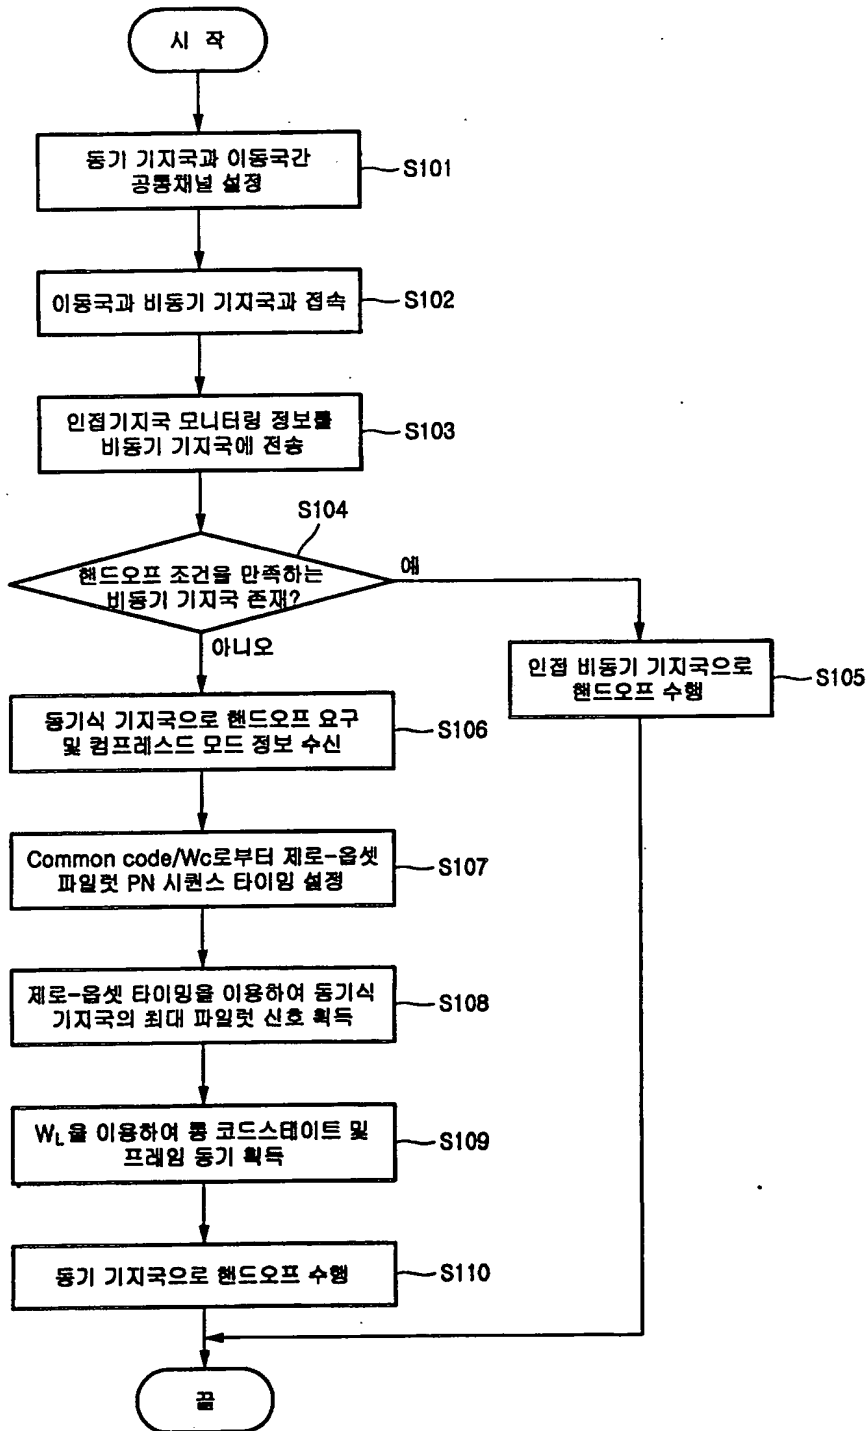 시 작
동기 기지국과 이동국간
공통채널 설정
S101
이동국과 비동기 기지국과 접속
S102
인접기지국 모니터링 정보를
비동기 기지국에 전송
S103
S104
핸드오프 조건을 만족하는
비동기 기지국 존재?
예
아니오
인접 비동기 기지국으로
핸드오프 수행
S105
동기식 기지국으로 핸드오프 요구
및 컴프레스드 모드 정보 수신
S106
Common code/Wc로부터 제로-옵셋
파일럿 PN 시퀀스 타이밍 설정
S107
제로-옵셋 타이밍을 이용하여 동기식
기지국의 최대 파일럿 신호 획득
S108
WL을 이용하여 롱 코드스테이트 및
프레임 동기 획득
S109
동기 기지국으로 핸드오프 수행
S110
끝